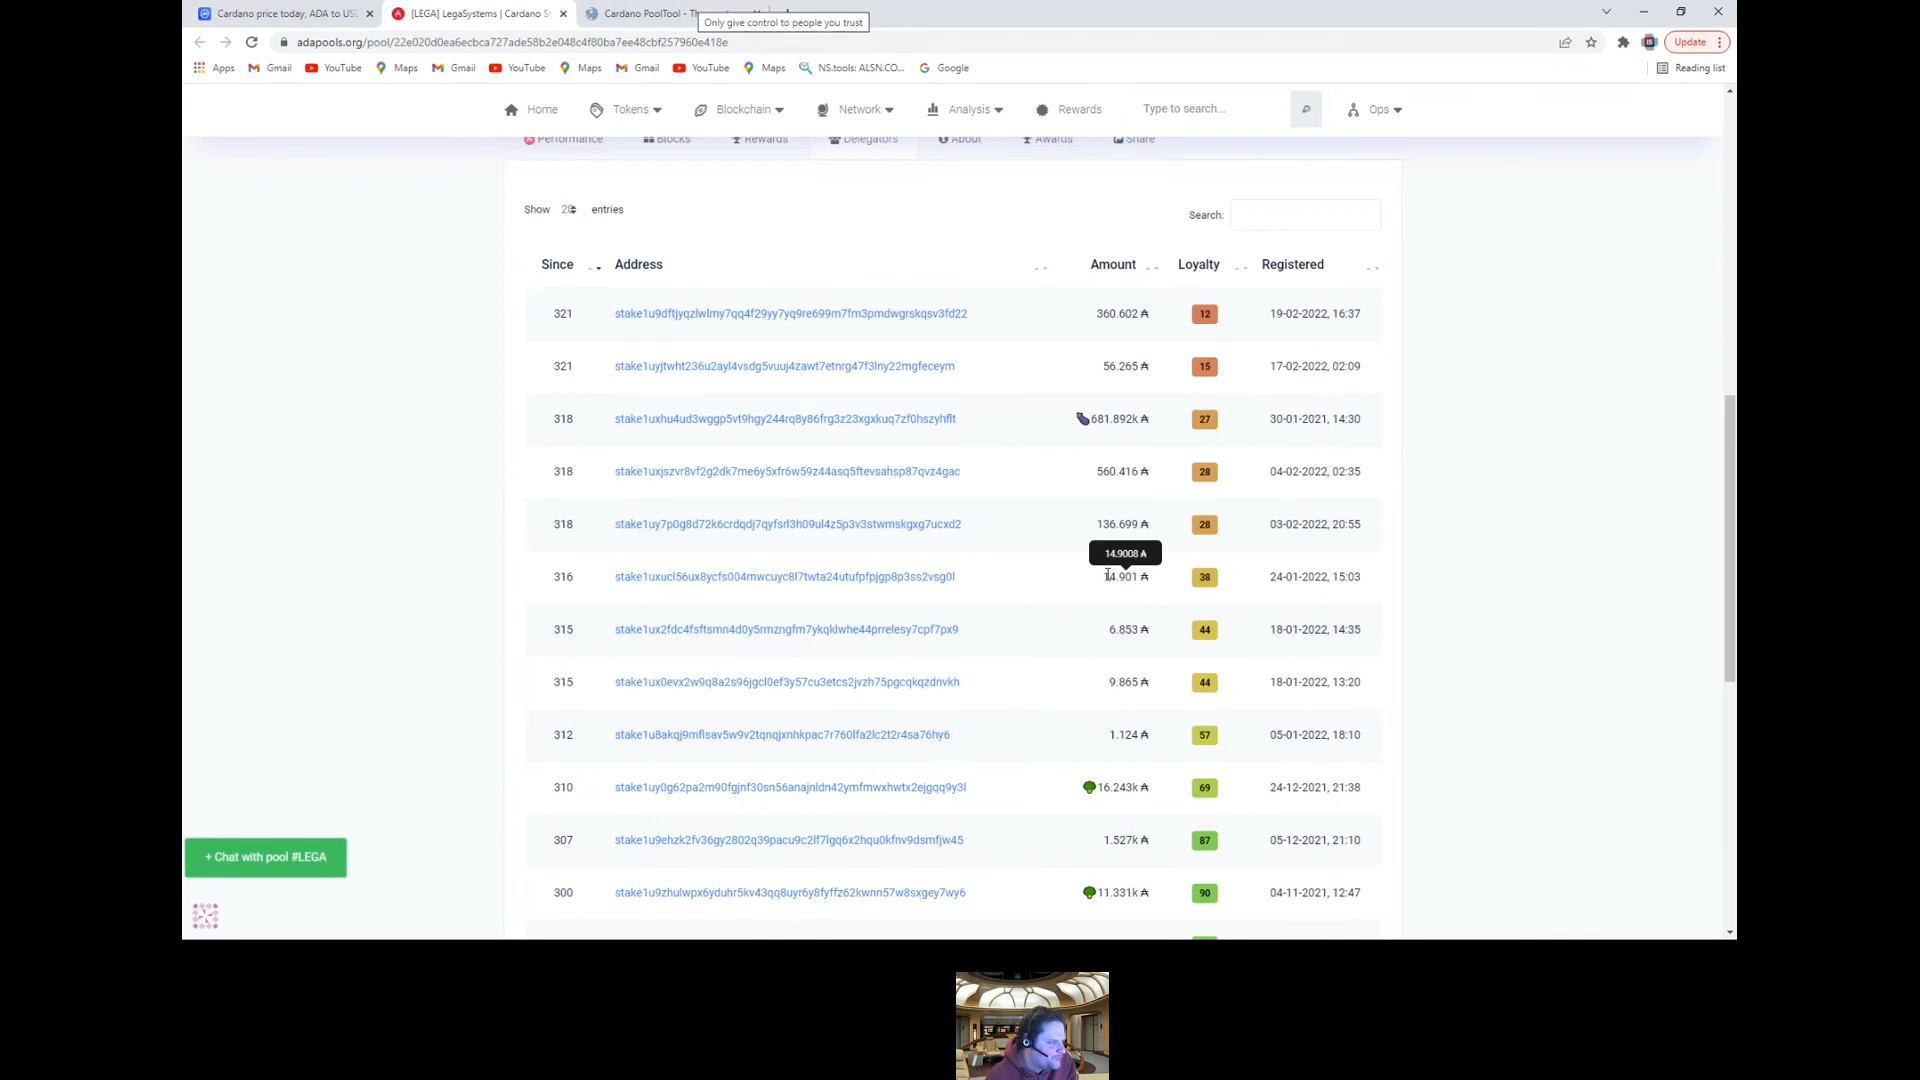 Cardano price today, ADA to US
[LEGA] LegaSystems | Cardano S
Cardano PoolTool - Th
Only give control to people you trust
adapools.org/pool/22e020d0ea6ecbca727ade58b2e048c4f80ba7ee48cbf257960e418e
Update
Apps Gmail YouTube Maps Gmail YouTube Maps Gmail YouTube Maps NS.tools: ALSN.CO... Google Reading list
Home Tokens Blockchain Network Analysis Rewards Type to search... Ops
Performance Blocks Rewards Delegators About Awards Share
Show entries Search:
Since Address Amount Loyalty Registered
321 stake1u9dftjyqzlwlmy7qq4f29yy7yq9re699m7fm3pmdwgrskqsv3fd22 360.602 ₳ 12 19-02-2022, 16:37
321 stake1uyjtwht236u2ayl4vsdg5vuuj4zawt7etnrg47f3lny22mgfeceym 56.265 ₳ 15 17-02-2022, 02:09
318 stake1uxhu4ud3wggp5vt9hgy244rq8y86frg3z23xgxkuq7zf0hszyhflt 681.892k ₳ 27 30-01-2021, 14:30
318 stake1uxjszvr8vf2g2dk7me6y5xfr6w59z44asq5ftevsahsp87qvz4gac 560.416 ₳ 28 04-02-2022, 02:35
318 stake1uy7p0g8d72k6crdqdj7qyfsrl3h09ul4z5p3v3stwmskgxg7ucxd2 136.699 ₳ 28 03-02-2022, 20:55
14.9008 ₳
316 stake1uxucl56ux8ycfs004mwcuyc8l7twta24utufpfpjgp8p3ss2vsg0l 14.901 ₳ 38 24-01-2022, 15:03
315 stake1ux2fdc4fsftsmn4d0y5rmzngfm7ykqklwhe44prrelesy7cpf7px9 6.853 ₳ 44 18-01-2022, 14:35
315 stake1ux0evx2w9q8a2s96jgcl0ef3y57cu3etcs2jvzh75pgcqkqzdnvkh 9.865 ₳ 44 18-01-2022, 13:20
312 stake1u8akqj9mflsav5w9v2tqnqjxnhkpac7r760lfa2lc2t2r4sa76hy6 1.124 ₳ 57 05-01-2022, 18:10
310 stake1uy0g62pa2m90fgjnf30sn56anajnldn42ymfmwxhwtx2ejgqq9y3l 16.243k ₳ 69 24-12-2021, 21:38
307 stake1u9ehzk2fv36gy2802q39pacu9c2lf7lgq6x2hqu0kfnv9dsmfjw45 1.527k ₳ 87 05-12-2021, 21:10
+ Chat with pool #LEGA
300 stake1u9zhulwpx6yduhr5kv43qq8uyr6y8fyffz62kwnn57w8sxgey7wy6 11.331k ₳ 90 04-11-2021, 12:47